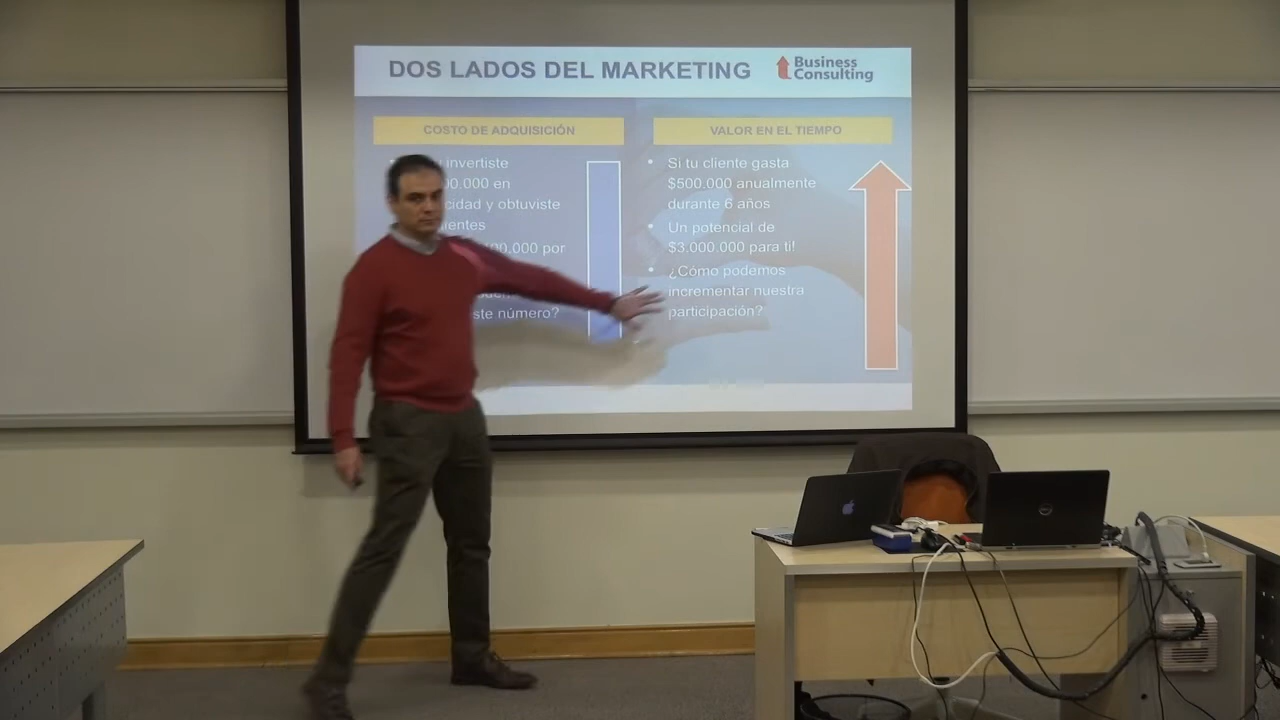 DOS LADOS DEL MARKETING
Business
Consulting
COSTO DE ADQUISICIÓN
invertiste
en
y obtuviste
por
este número?
VALOR EN EL TIEMPO
• Si tu cliente gasta
$500.000 anualmente
durante 6 años
• Un potencial de
$3.000.000 para ti!
• ¿Cómo podemos
incrementar nuestra
participación?